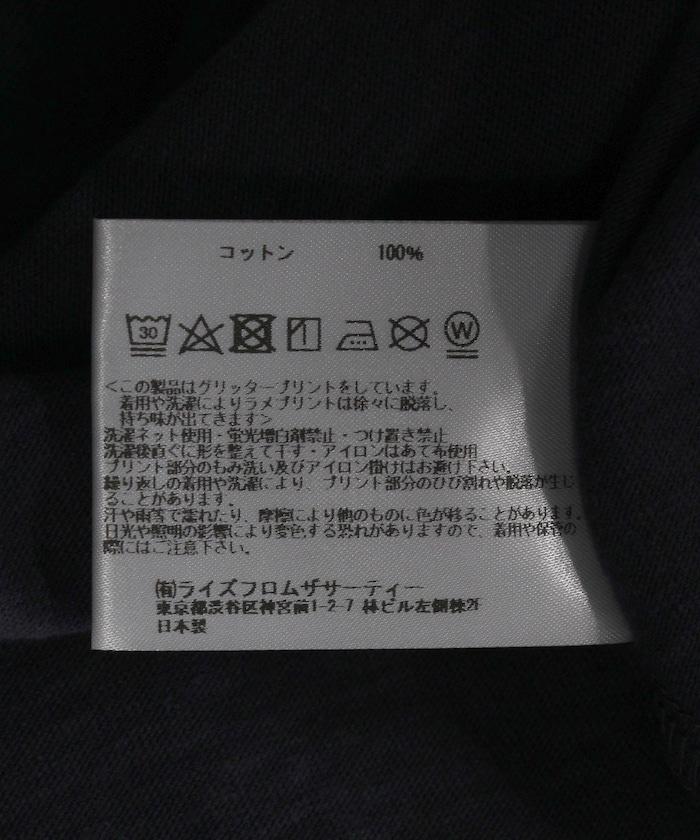 コットン 100%
30 W
<この製品はグリッタープリントをしています。
着用や洗濯によりラメプリントは徐々に脱落し、
持ち味が出てきます>
洗濯ネット使用・蛍光増白剤禁止・つけ置き禁止
洗濯後直ぐに形を整えて干す・アイロンはあて布使用
プリント部分のもみ洗い及びアイロン掛けはお避け下さい。
繰り返しの着用や洗濯により、プリント部分のひび割れや脱落が生じ
ることがあります。
汗や雨等で濡れたり、摩擦により他のものに色が移ることがあります。
日光や照明の影響により変色する恐れがありますので、着用や保管の
際にはご注意下さい。
㈲ライズフロムザサーティー
東京都渋谷区神宮前1-2-7 林ビル左側棟2F
日本製